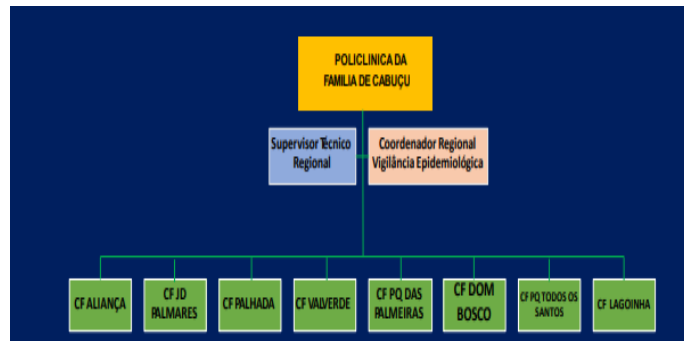 POLICLINICA DA
FAMILIA DE CABUÇU
Supervisor Técnico
Regional
Coordenador Regional
Vigilância Epidemiológica
CF ALIANÇA
CF JD
PALMARES
CF PALHADA
CF VALVERDE
CF PQ DAS
PALMEIRAS
CF DOM
BOSCO
CF PQ TODOS OS
SANTOS
CF LAGOINHA